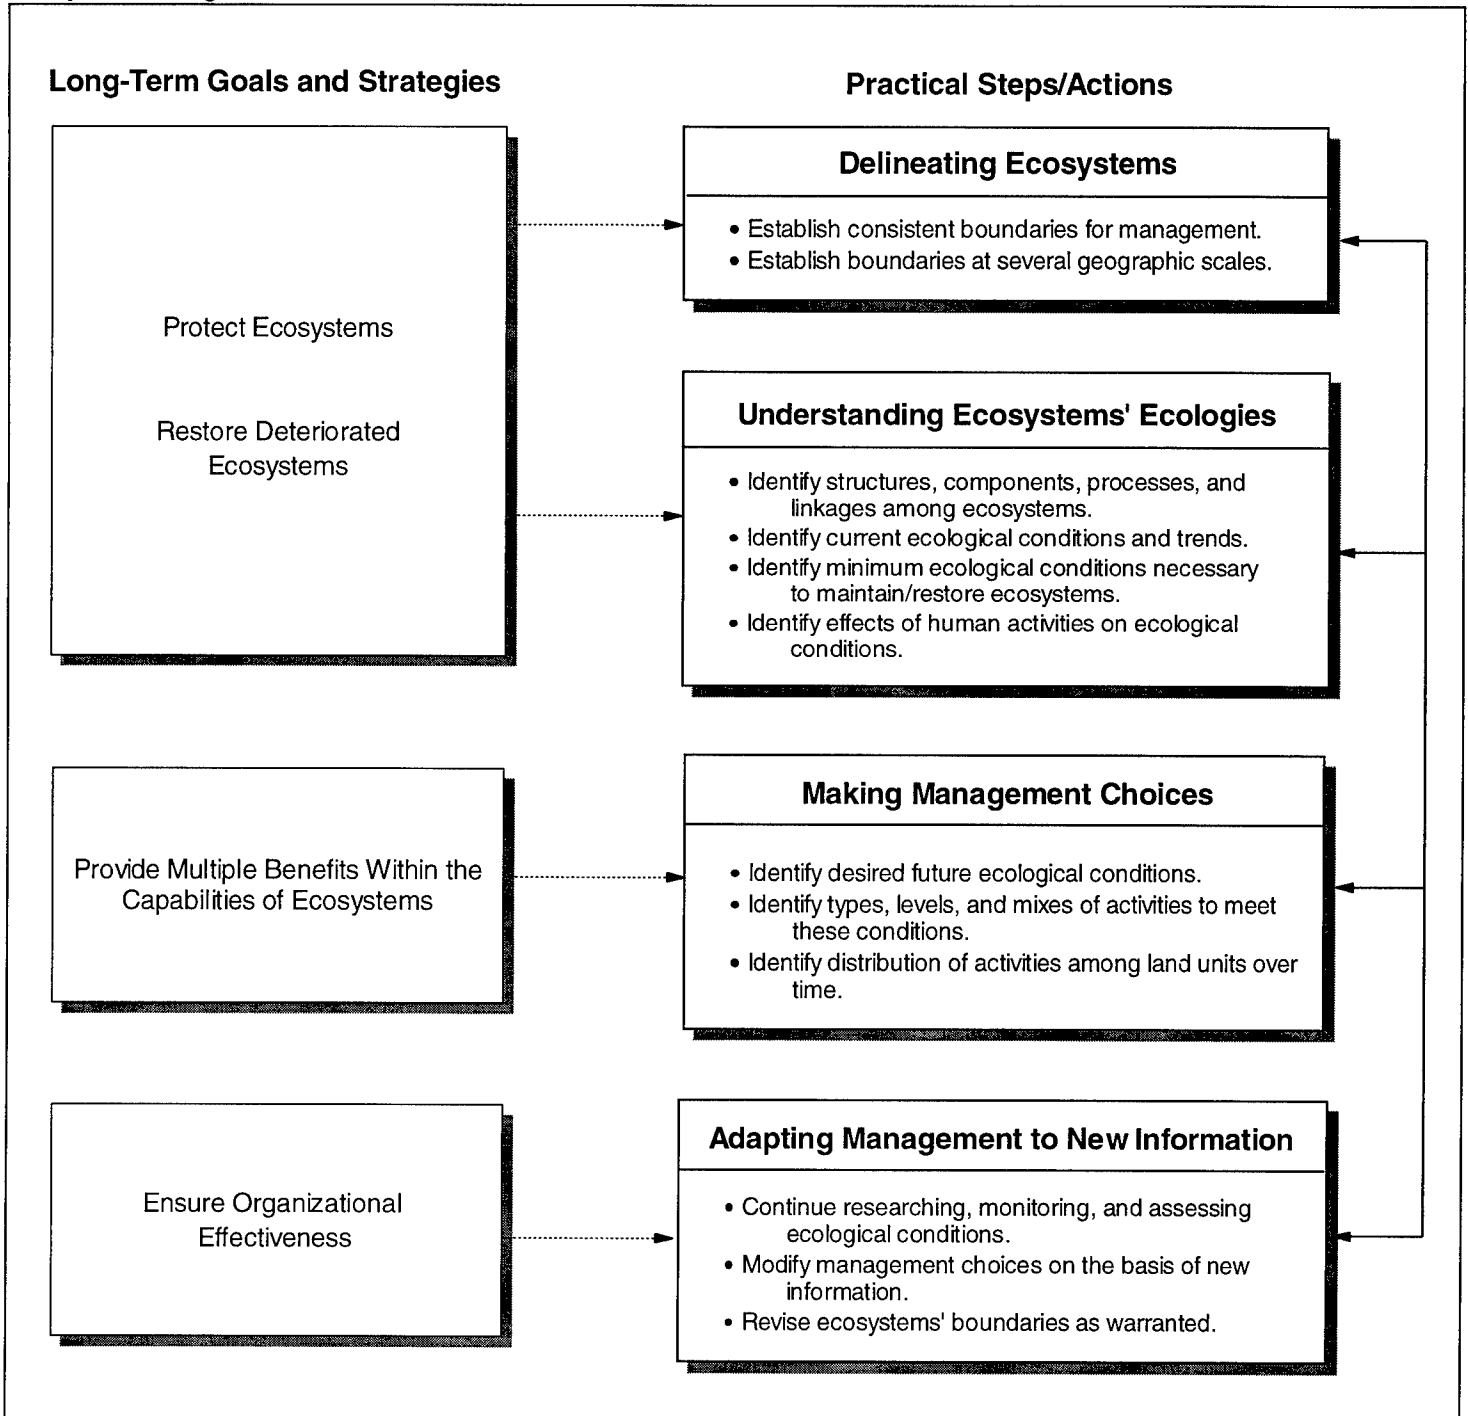 Long-Term Goals and Strategies
Practical Steps/Actions
Protect Ecosystems
Restore Deteriorated
Ecosystems
Delineating Ecosystems
• Establish consistent boundaries for management.
• Establish boundaries at several geographic scales.
Understanding Ecosystems' Ecologies
• Identify structures, components, processes, and
linkages among ecosystems.
• Identify current ecological conditions and trends.
• Identify minimum ecological conditions necessary
to maintain/restore ecosystems.
• Identify effects of human activities on ecological
conditions.
Provide Multiple Benefits Within the
Capabilities of Ecosystems
Making Management Choices
• Identify desired future ecological conditions.
• Identify types, levels, and mixes of activities to meet
these conditions.
• Identify distribution of activities among land units over
time.
Ensure Organizational
Effectiveness
Adapting Management to New Information
• Continue researching, monitoring, and assessing
ecological conditions.
• Modify management choices on the basis of new
information.
• Revise ecosystems' boundaries as warranted.